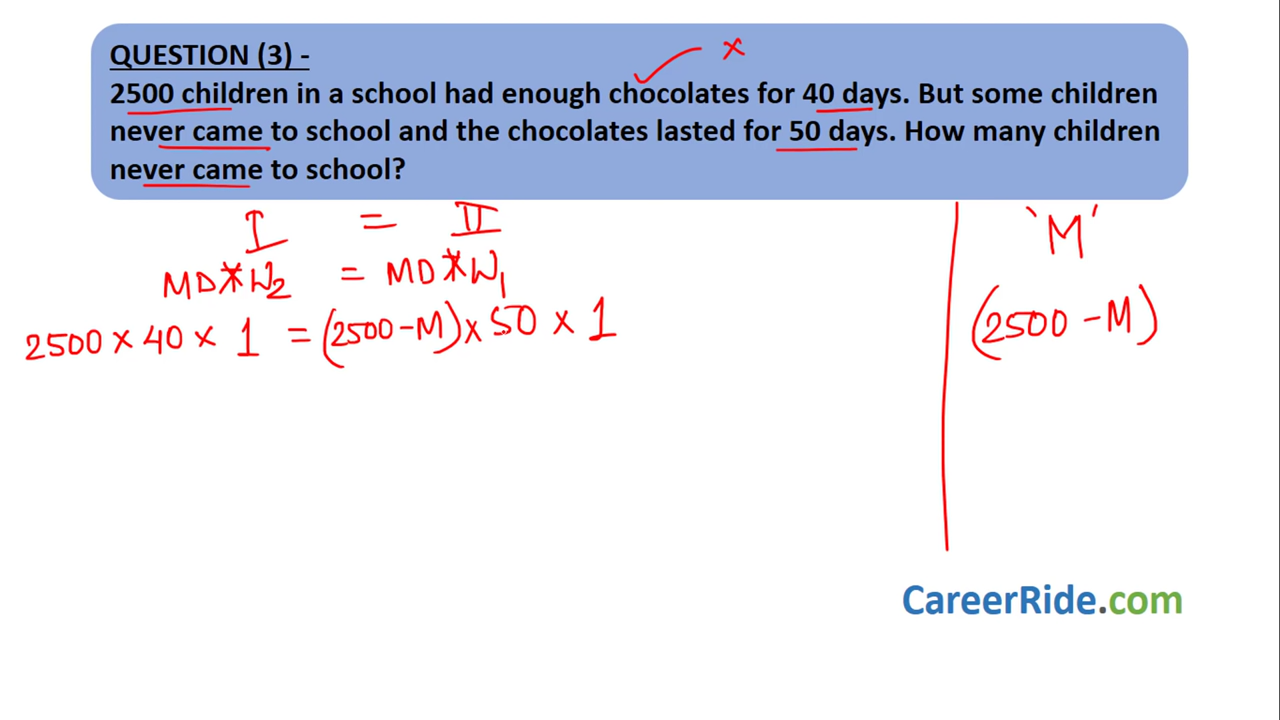 QUESTION (3) -
x
2500 children in a school had enough chocolates for 40 days. But some children
never came to school and the chocolates lasted for 50 days. How many children
never came to school?
I = II
MD*W2 = MD*W1
2500 x 40 x 1 = (2500-M) x 50 x 1
'M'
(2500-M)
CareerRide.com